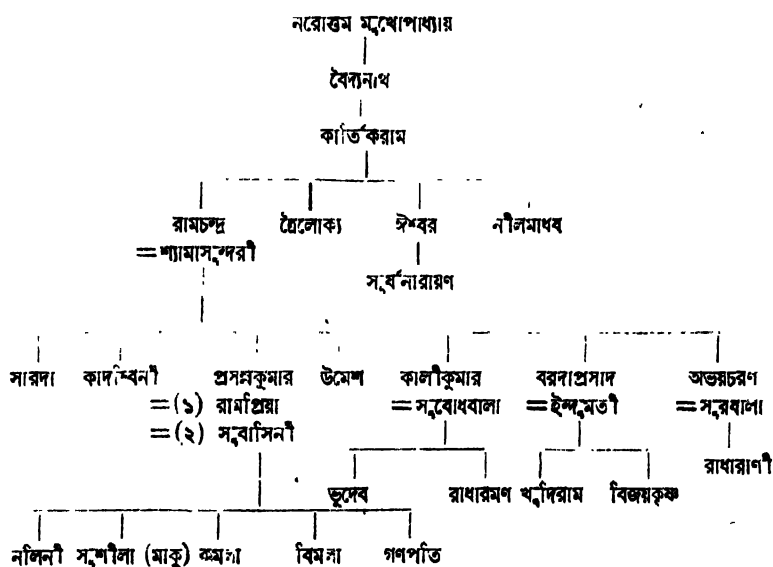 নরোত্তম মুখোপাধ্যায়
বৈদ্যনাথ
কার্তিকরাম
রামচন্দ্র ত্রৈলোক্য ঈশ্বর নীলমাধব
=শ্যামাসুন্দরী
সূর্যনারায়ণ
সারদা কাদম্বিনী প্রসন্নকুমার উমেশ কালীকুমার বরদাপ্রসাদ অভয়চরণ
=(১) রামপ্রিয়া =সুবোধবালা =ইন্দুমতী =সুরবালা
=(২) সুবাসিনী
রাধারাণী
ভূদেব রাধারমণ খুদিরাম বিজয়কৃষ্ণ
নলিনী সুশীলা (মাকু) কমলা বিমলা গণপতি